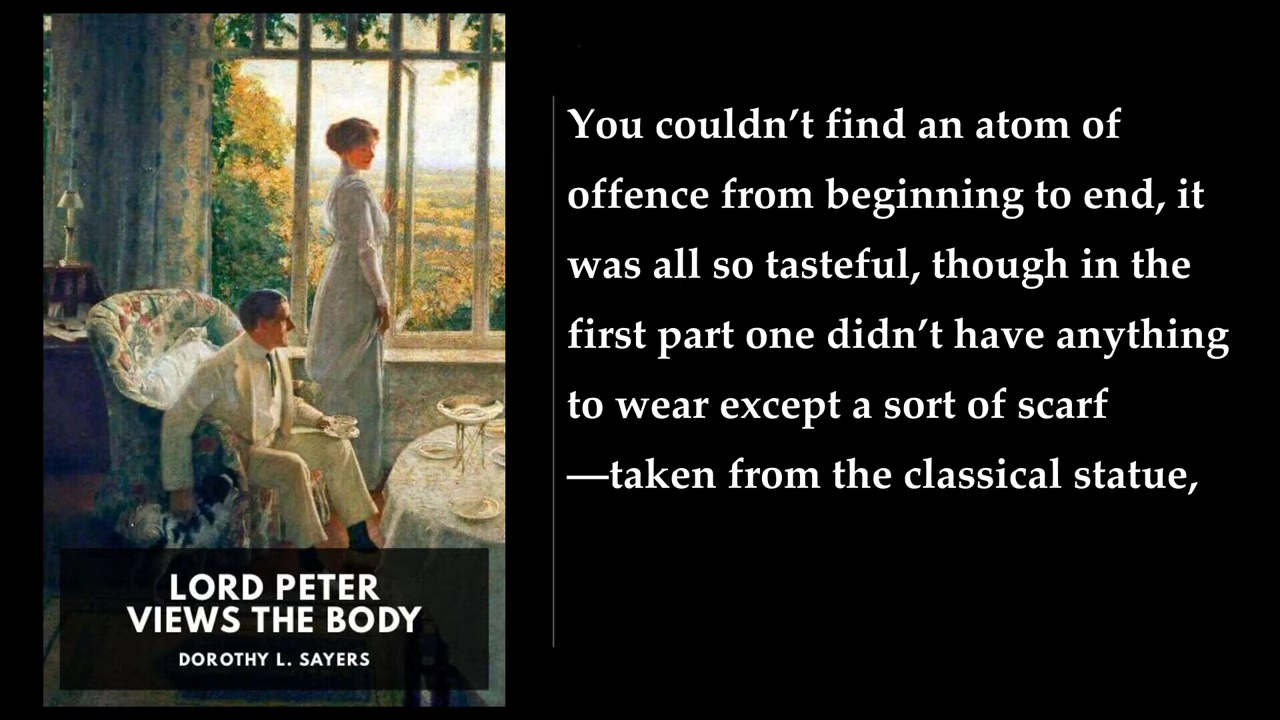 You couldn’t find an atom of
offence from beginning to end, it
was all so tasteful, though in the
first part one didn’t have anything
to wear except a sort of scarf
—taken from the classical statue,
LORD PETER
VIEWS THE BODY
DOROTHY L. SAYERS